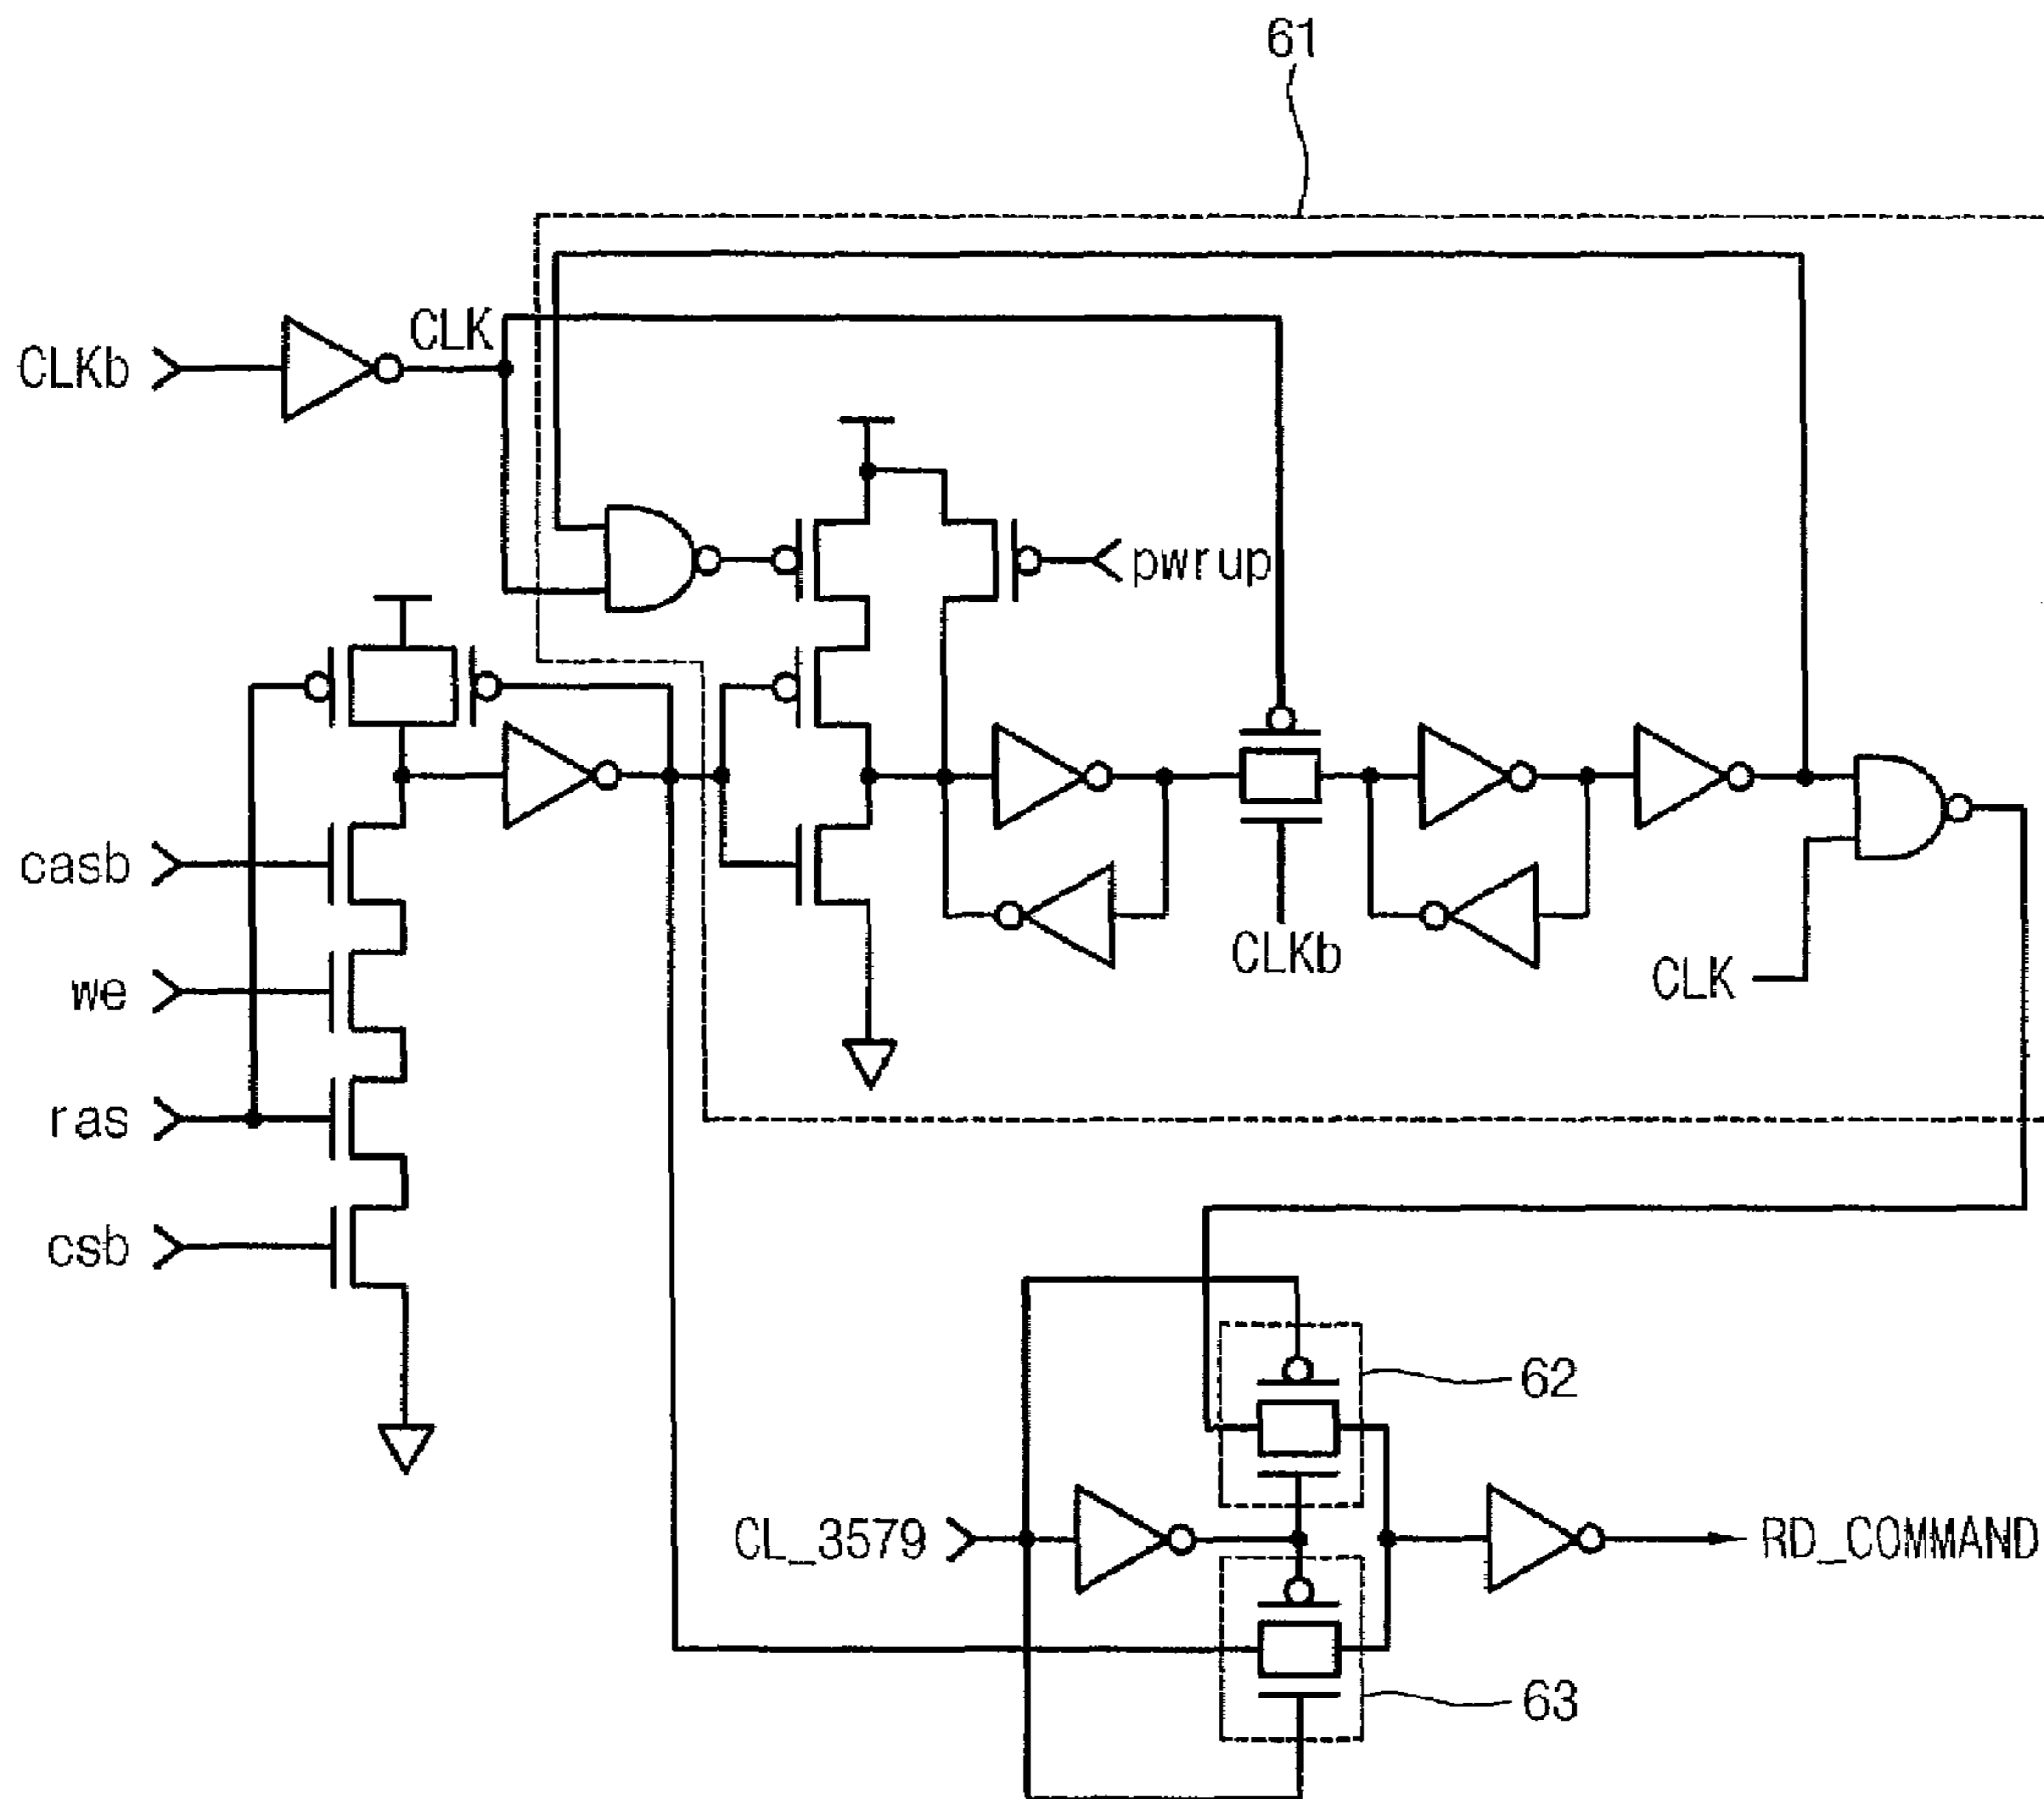 61
CLKb
CLK
pwrup
casb
we
ras
csb
CLKb
CLK
62
CL_3579
RD_COMMAND
63